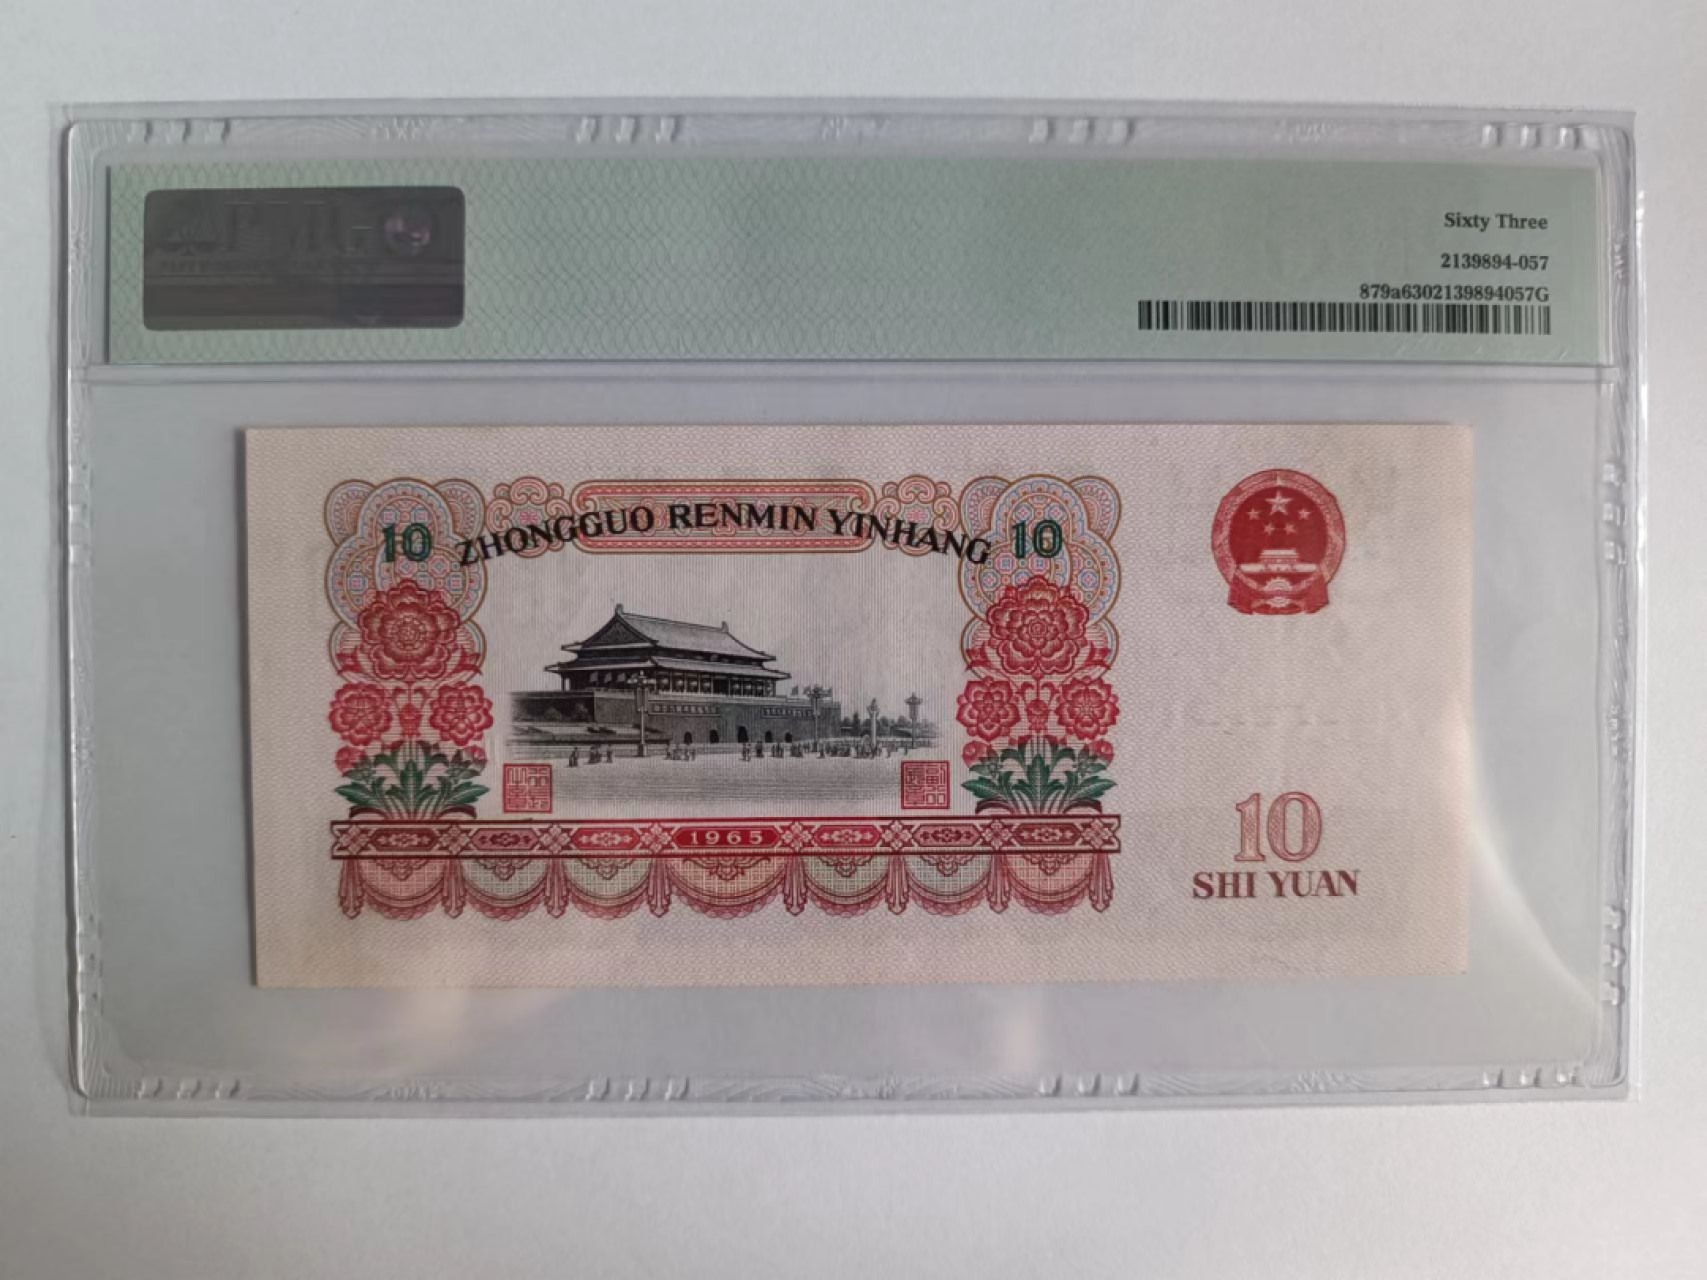 Sixty Three
2139894-057
879a6302139894057G
10 ZHONGGUO RENMIN YINHANG 10
1965
10
SHI YUAN